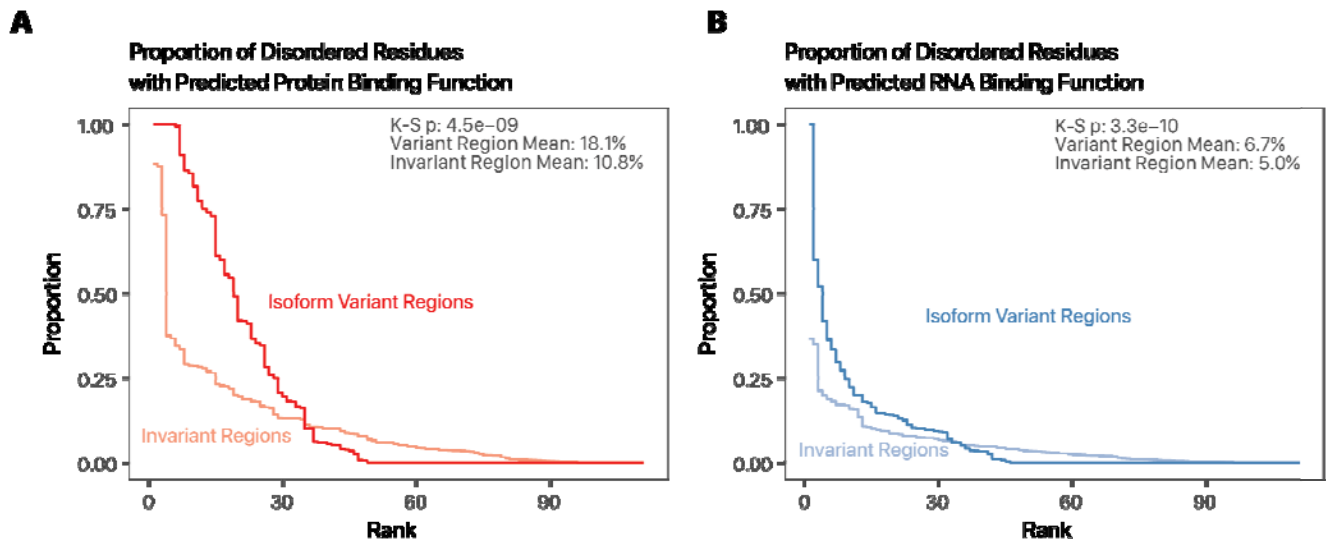 A
Proportion of Disordered Residues
with Predicted Protein Binding Function
K-S p: 4.5e−09
Variant Region Mean: 18.1%
Invariant Region Mean: 10.8%
1.00
0.75
0.50
0.25
0.00
Proportion
Isoform Variant Regions
Invariant Regions
0
30
60
90
Rank
B
Proportion of Disordered Residues
with Predicted RNA Binding Function
K-S p: 3.3e−10
Variant Region Mean: 6.7%
Invariant Region Mean: 5.0%
1.00
0.75
0.50
0.25
0.00
Proportion
Isoform Variant Regions
Invariant Regions
0
30
60
90
Rank